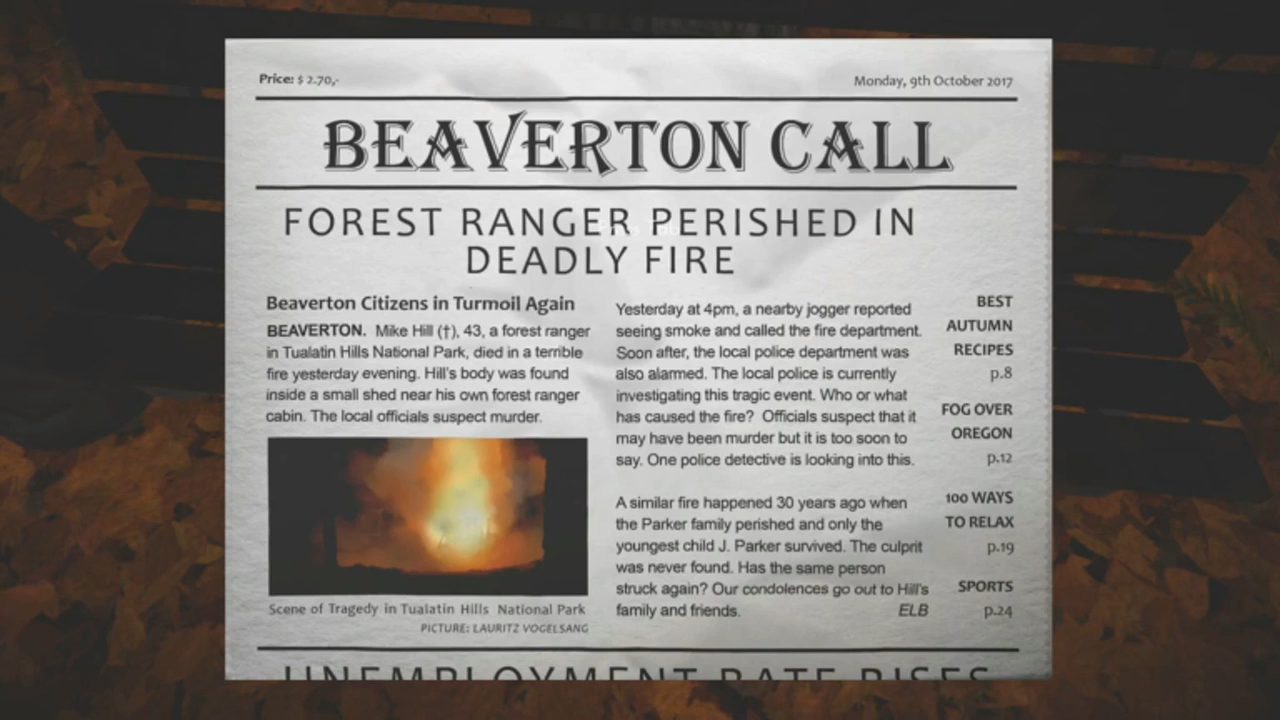 Price: $ 2.70,-
Monday, 9th October 2017
BEAVERTON CALL
FOREST RANGER PERISHED IN
DEADLY FIRE
Beaverton Citizens in Turmoil Again
BEAVERTON. Mike Hill (†), 43, a forest ranger
in Tualatin Hills National Park, died in a terrible
fire yesterday evening. Hill's body was found
inside a small shed near his own forest ranger
cabin. The local officials suspect murder.
Scene of Tragedy in Tualatin Hills National Park
PICTURE: LAURITZ VOGELSANG
Yesterday at 4pm, a nearby jogger reported
seeing smoke and called the fire department.
Soon after, the local police department was
also alarmed. The local police is currently
investigating this tragic event. Who or what
has caused the fire? Officials suspect that it
may have been murder but it is too soon to
say. One police detective is looking into this.
A similar fire happened 30 years ago when
the Parker family perished and only the
youngest child J. Parker survived. The culprit
was never found. Has the same person
struck again? Our condolences go out to Hill's
family and friends. ELB
BEST
AUTUMN
RECIPES
p.8
FOG OVER
OREGON
p.12
100 WAYS
TO RELAX
p.19
SPORTS
p.24
UNEMPLOYMENT RATE RISES